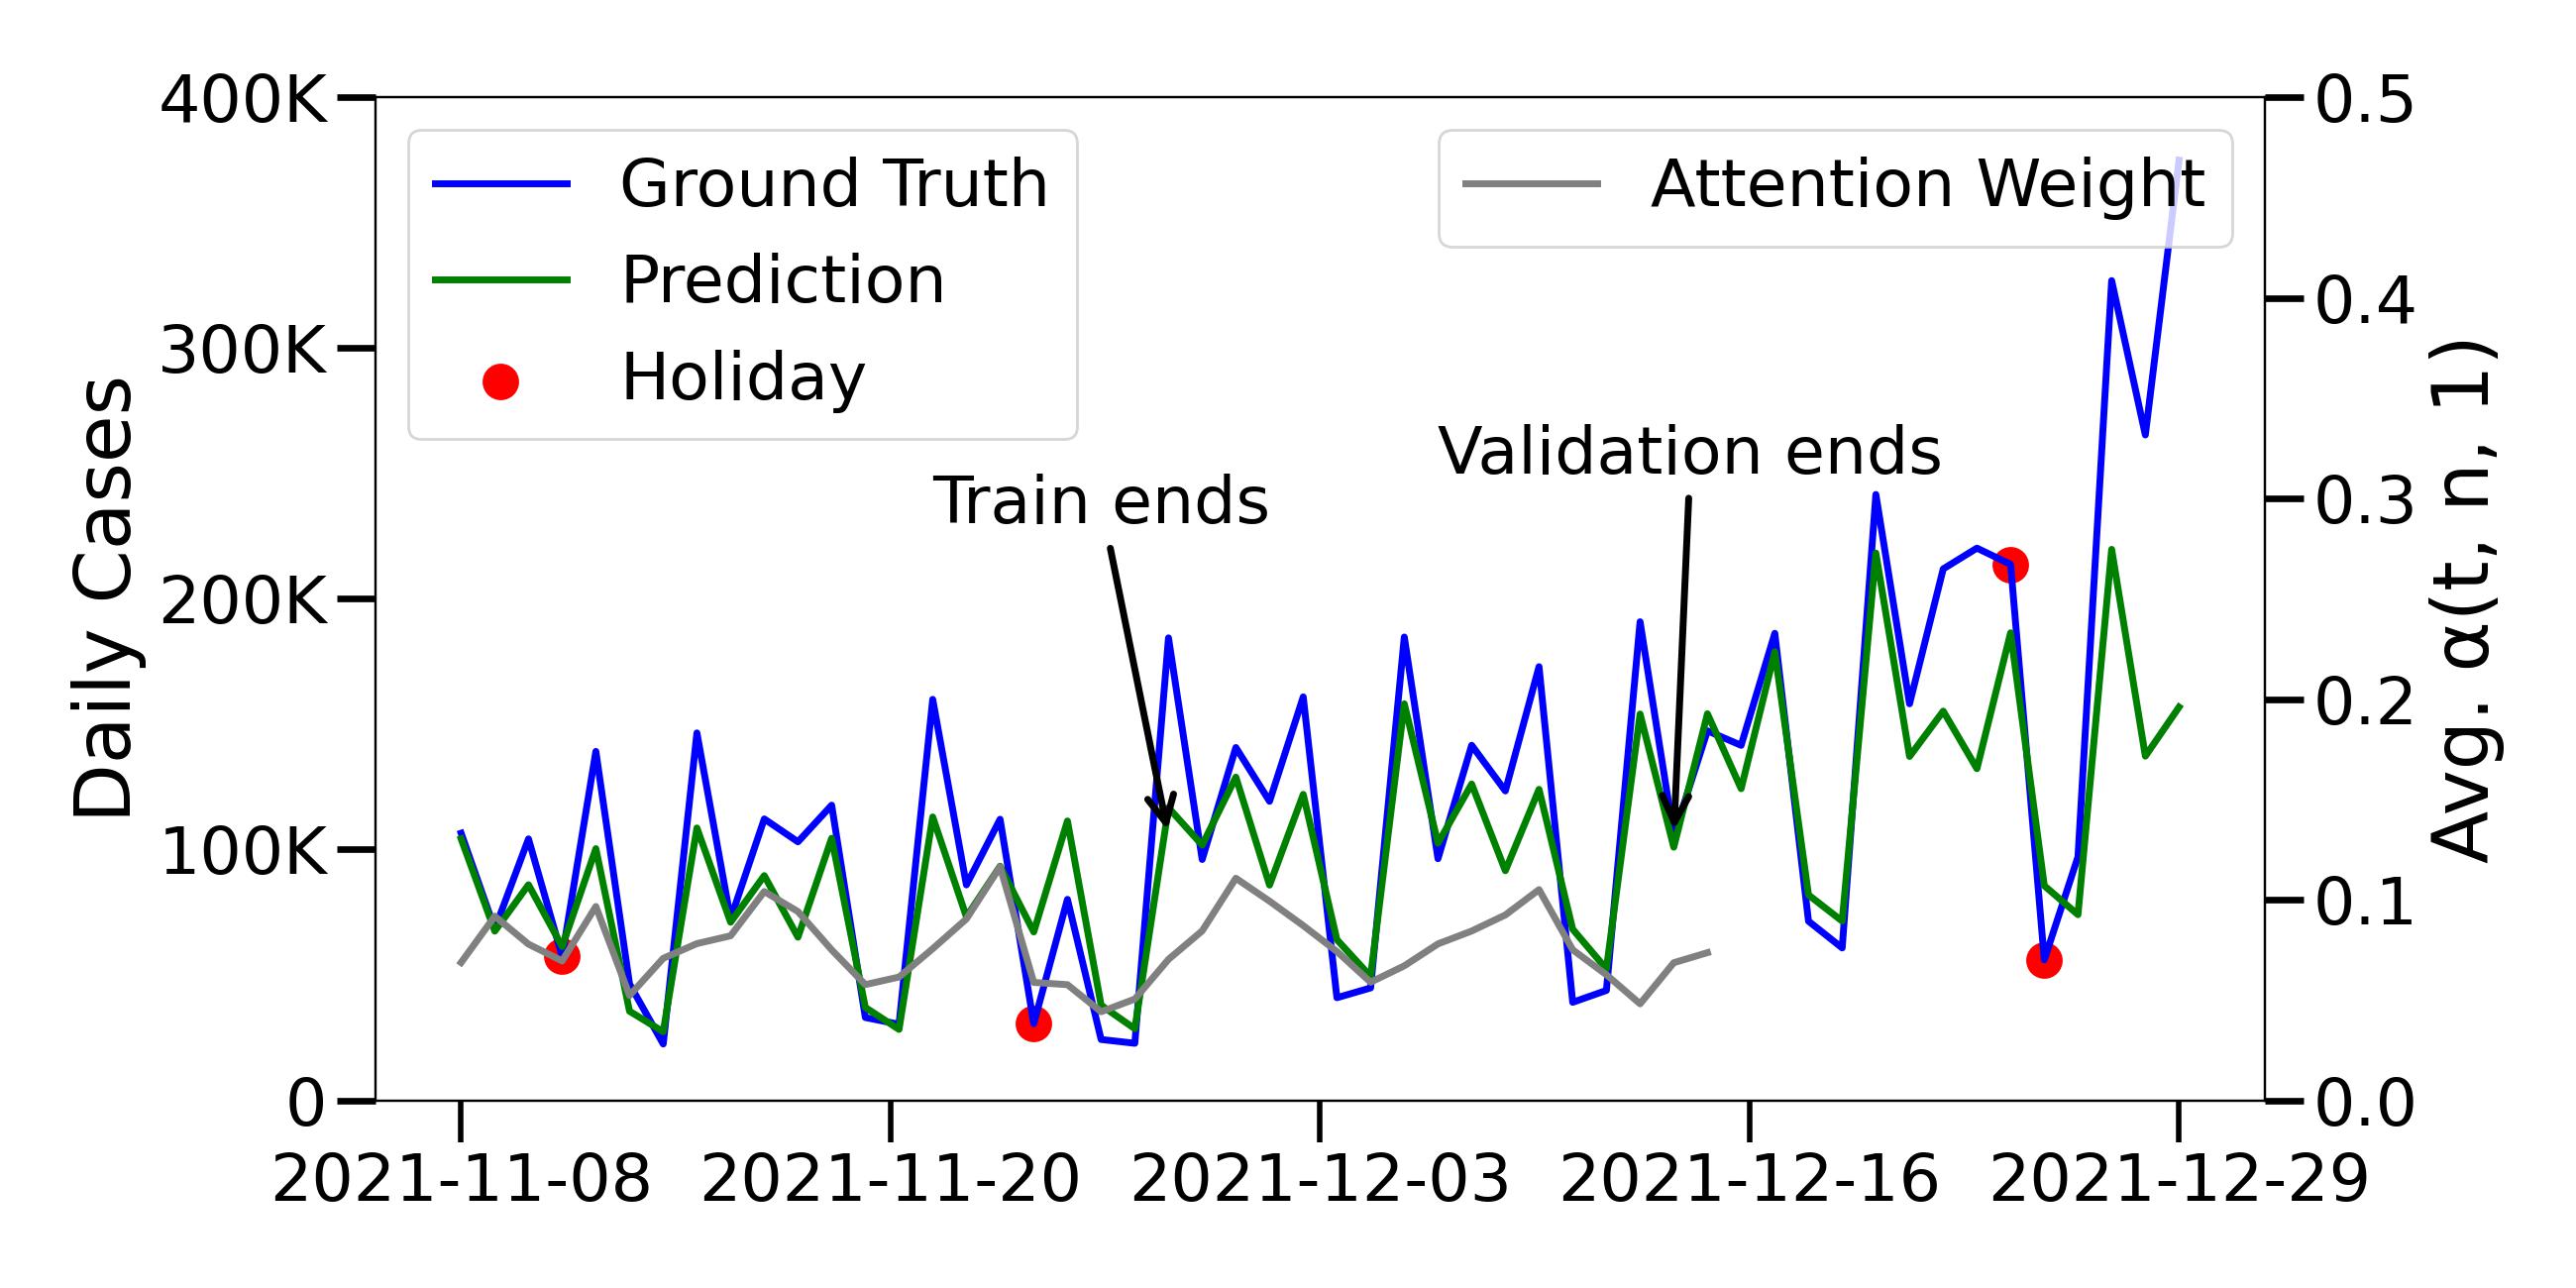 400K
300K
200K
100K
0
Daily Cases
Ground Truth
Prediction
Holiday
Attention Weight
Train ends
Validation ends
0.5
0.4
0.3
0.2
0.1
0.0
Avg. α(t, n, 1)
2021-11-08
2021-11-20
2021-12-03
2021-12-16
2021-12-29